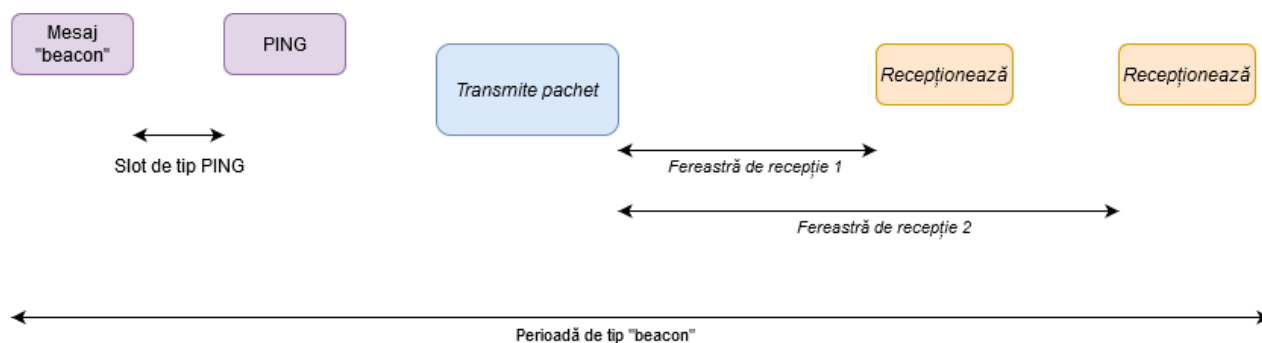 Mesaj
"beacon"
PING
Transmite pachet
Recepționează
Recepționează
Slot de tip PING
Fereastră de recepție 1
Fereastră de recepție 2
Perioadă de tip "beacon"